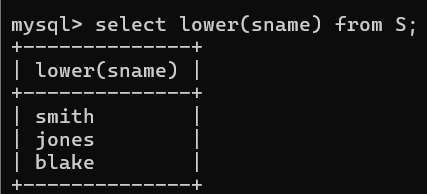 mysql> select lower(sname) from S;
+--------------+
| lower(sname) |
+--------------+
| smith        |
| jones        |
| blake        |
+--------------+